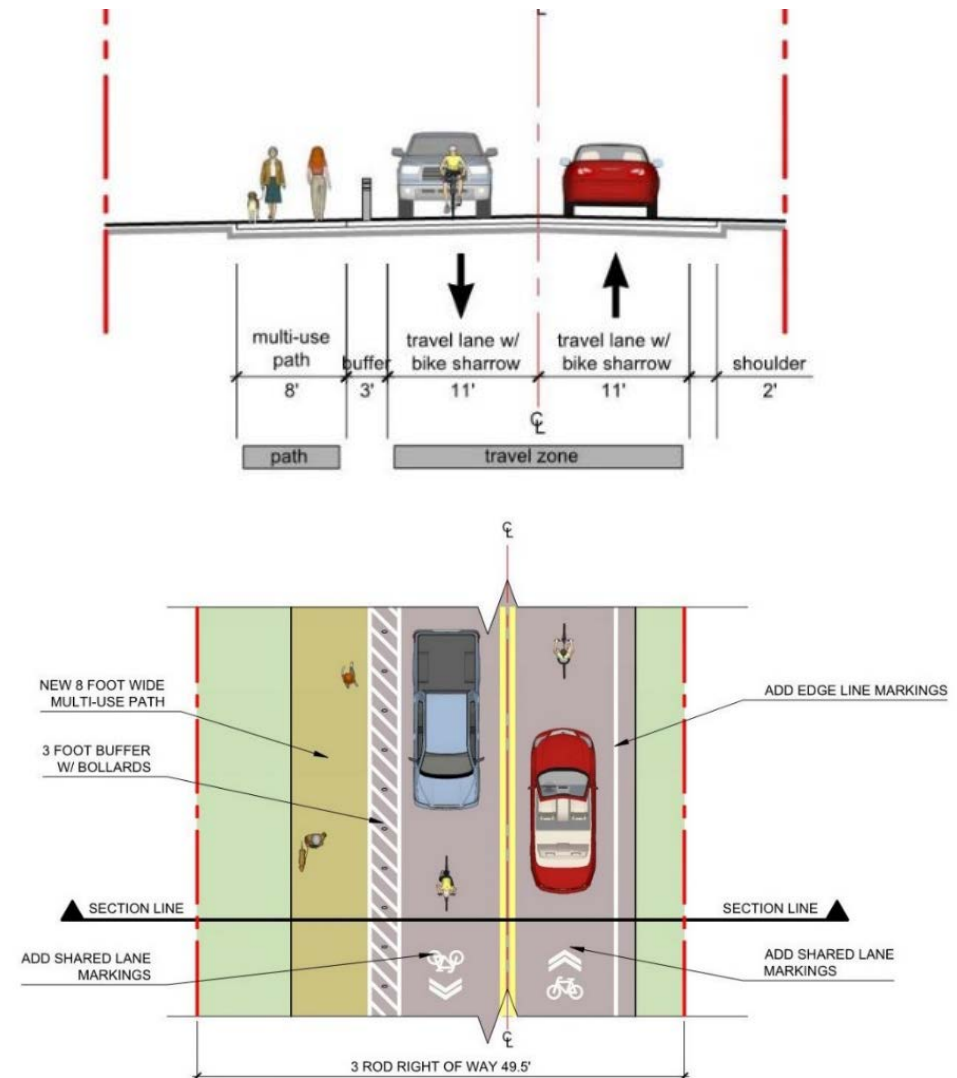 ℄
multi-use
path
buffer
travel lane w/
bike sharrow
travel lane w/
bike sharrow
shoulder
8'
3'
11'
11'
2'
℄
path
travel zone
℄
NEW 8 FOOT WIDE
MULTI-USE PATH
ADD EDGE LINE MARKINGS
3 FOOT BUFFER
W/ BOLLARDS
SECTION LINE
SECTION LINE
ADD SHARED LANE
MARKINGS
ADD SHARED LANE
MARKINGS
℄
3 ROD RIGHT OF WAY 49.5'